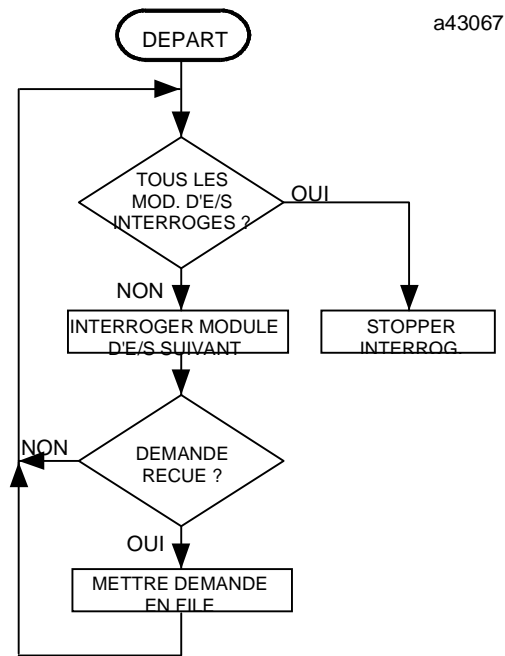 a43067
DEPART
TOUS LES
MOD. D'E/S
INTERROGES ?
OUI
NON
INTERROGER MODULE
D'E/S SUIVANT
STOPPER
INTERROG.
NON
DEMANDE
RECUE ?
OUI
METTRE DEMANDE
EN FILE